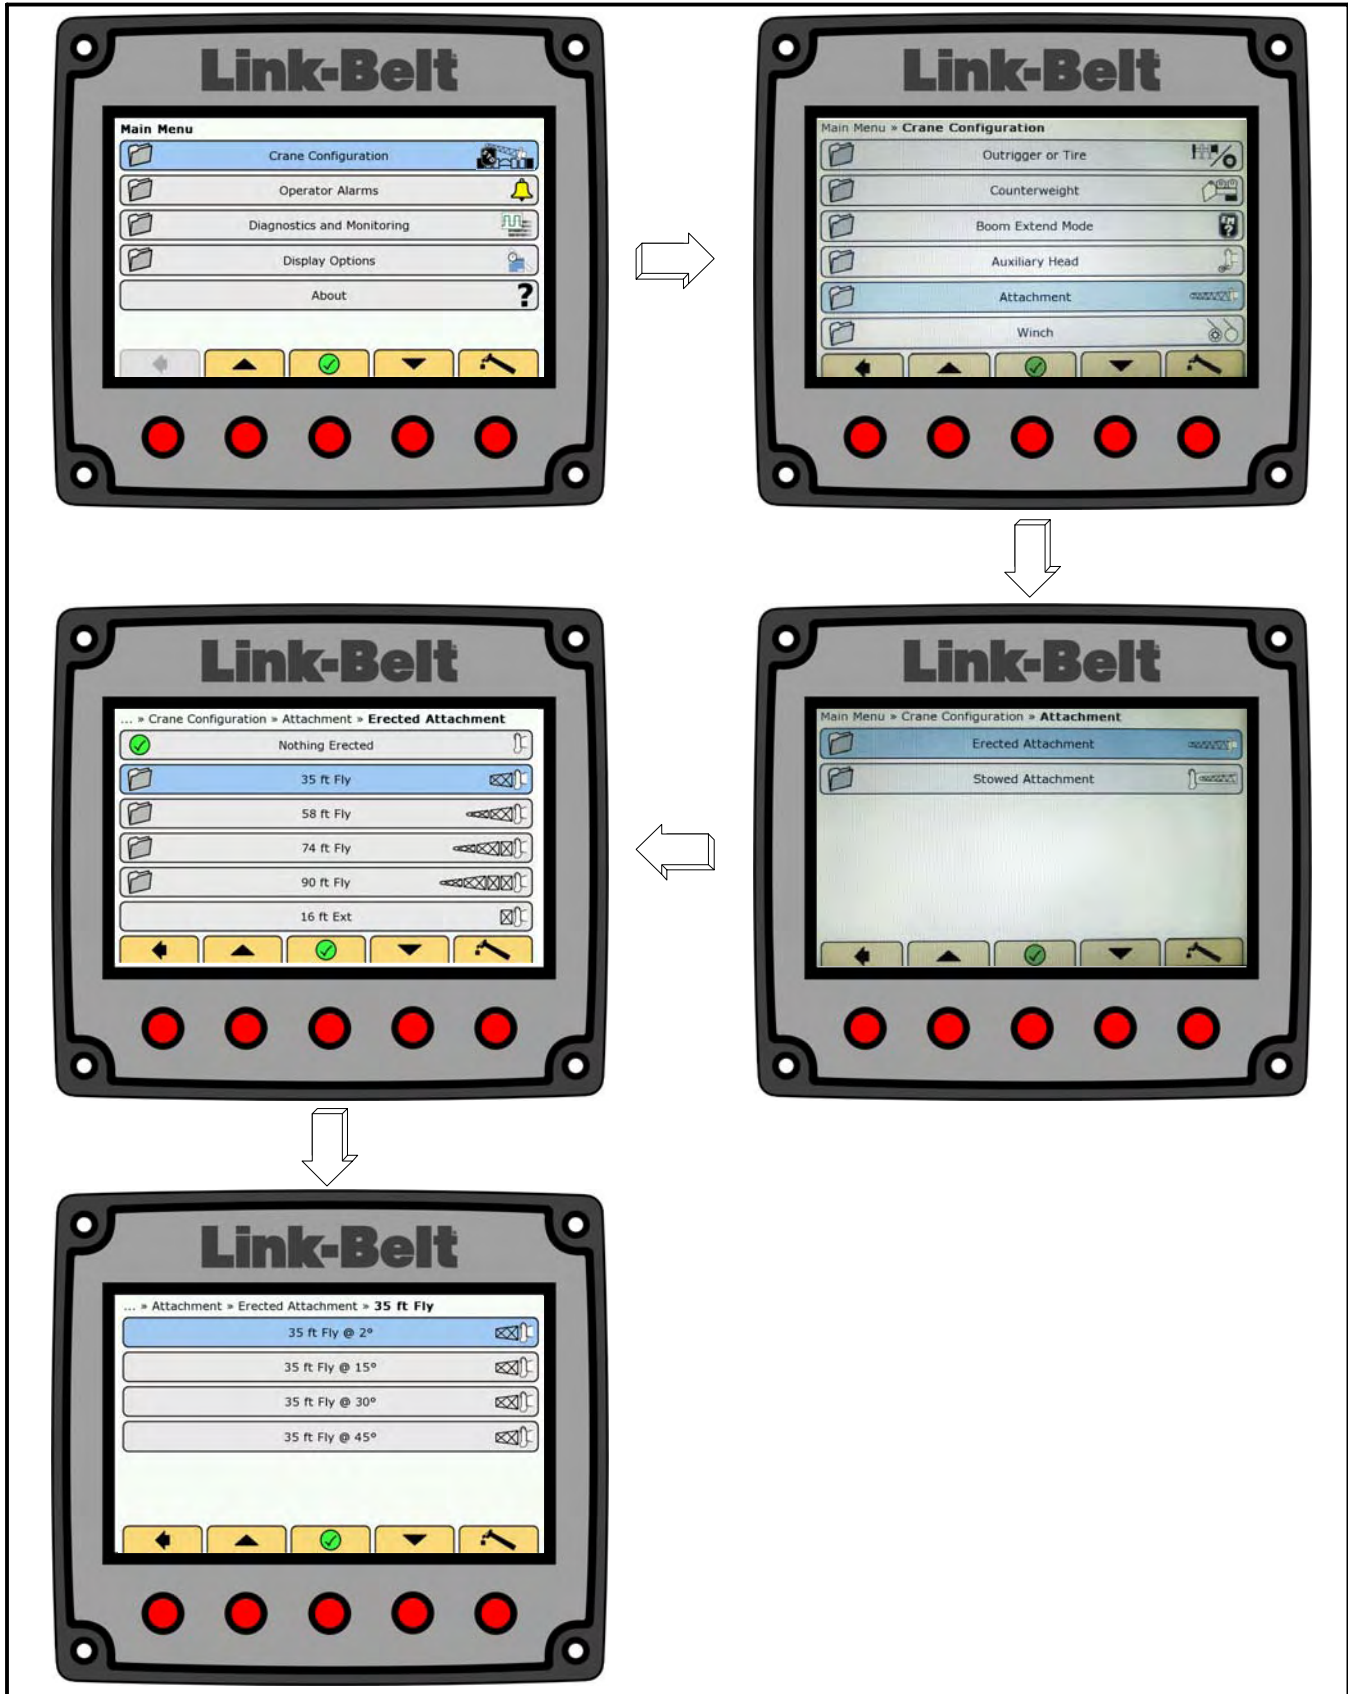 Link-Belt
Main Menu
Crane Configuration
Operator Alarms
Diagnostics and Monitoring
Display Options
About
?
Link-Belt
Main Menu » Crane Configuration
Outrigger or Tire
Counterweight
Boom Extend Mode
Auxiliary Head
Attachment
Winch
Link-Belt
Main Menu » Crane Configuration » Attachment
Erected Attachment
Stowed Attachment
Link-Belt
... » Crane Configuration » Attachment » Erected Attachment
Nothing Erected
35 ft Fly
58 ft Fly
74 ft Fly
90 ft Fly
16 ft Ext
Link-Belt
... » Attachment » Erected Attachment » 35 ft Fly
35 ft Fly @ 2°
35 ft Fly @ 15°
35 ft Fly @ 30°
35 ft Fly @ 45°